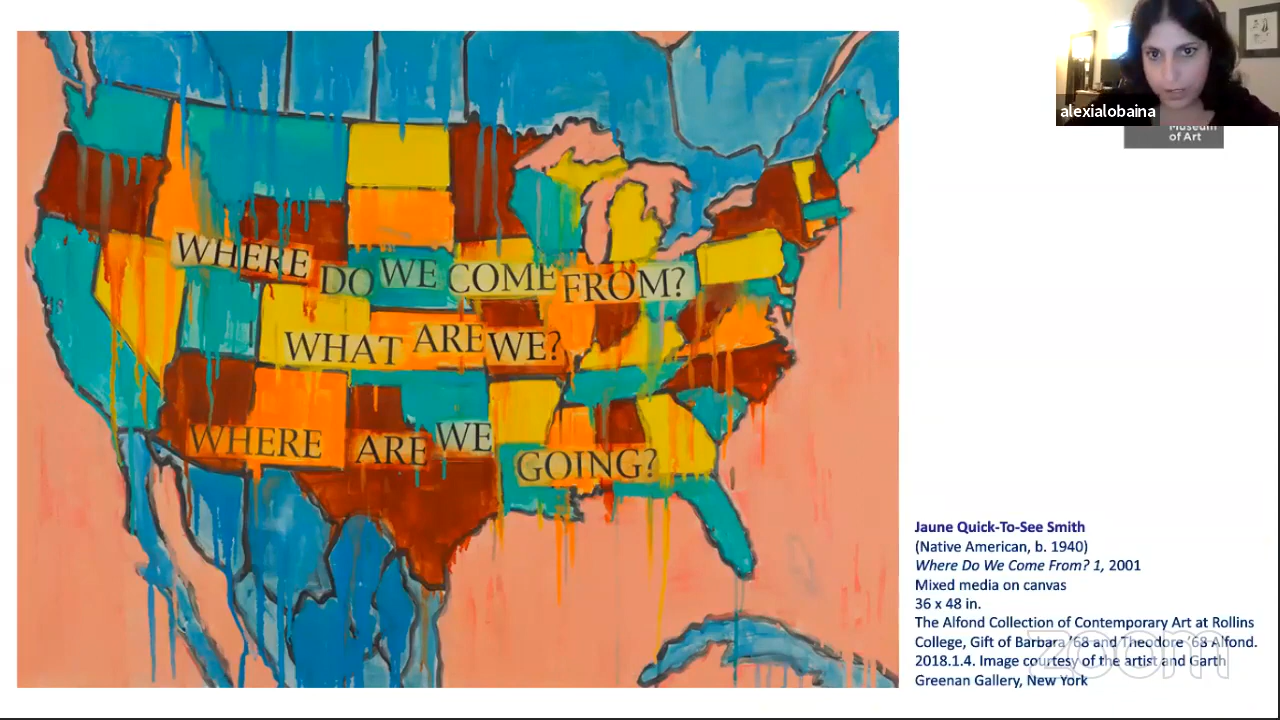 alexialobaina
Museum
of Art
WHERE DO WE COME FROM?
WHAT ARE WE?
WHERE ARE WE GOING?
Jaune Quick-To-See Smith
(Native American, b. 1940)
Where Do We Come From? 1, 2001
Mixed media on canvas
36 x 48 in.
The Alfond Collection of Contemporary Art at Rollins
College, Gift of Barbara '68 and Theodore '68 Alfond.
2018.1.4. Image courtesy of the artist and Garth
Greenan Gallery, New York
zoom